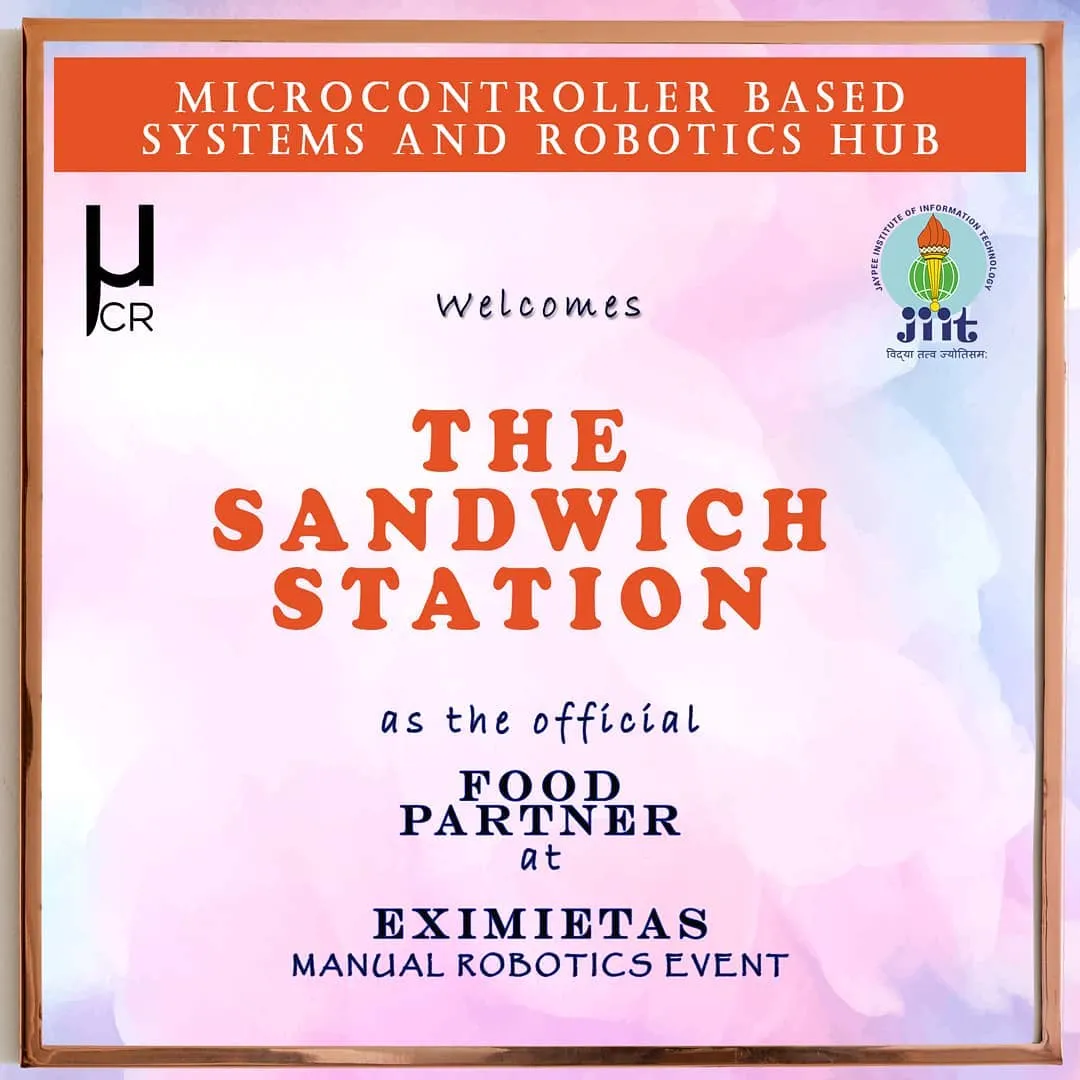 MICROCONTROLLER BASED
SYSTEMS AND ROBOTICS HUB
µCR
JAYPEE INSTITUTE OF INFORMATION TECHNOLOGY
jiit
विद्या तत्व ज्योतिसम:
Welcomes
THE
SANDWICH
STATION
as the official
FOOD
PARTNER
at
EXIMIETAS
MANUAL ROBOTICS EVENT